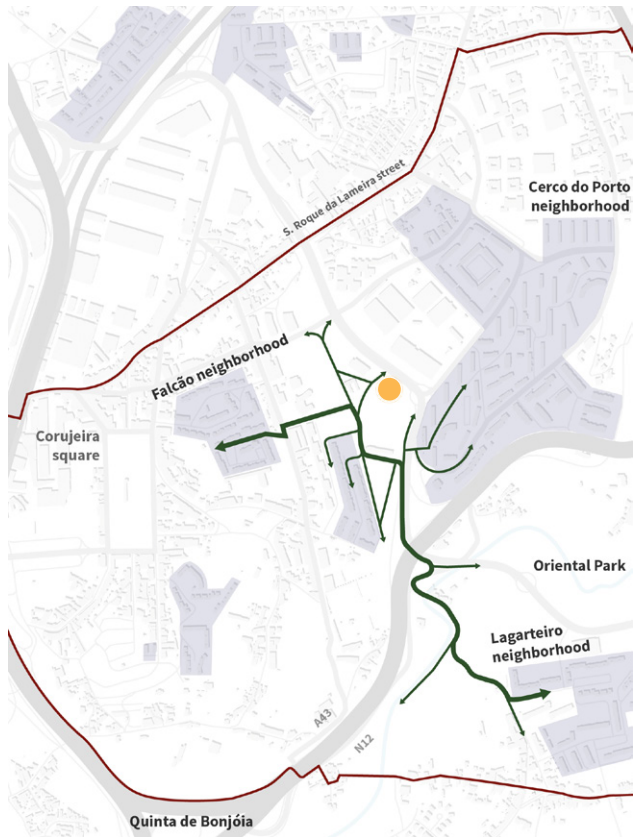 Cerco do Porto
neighborhood
S. Roque da Lameira street
Falcão neighborhood
Corujeira
square
Oriental Park
Lagarteiro
neighborhood
A43
N12
Quinta de Bonjóia